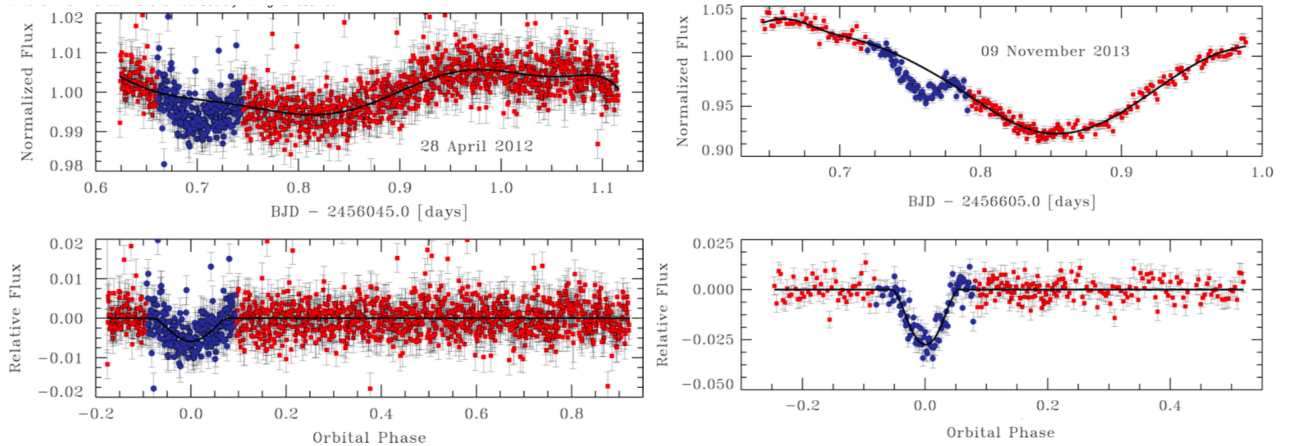 1.02
1.01
1.00
0.99
0.98
Normalized Flux
28 April 2012
0.6 0.7 0.8 0.9 1.0 1.1
BJD − 2456045.0 [days]
1.05
1.00
0.95
0.90
Normalized Flux
09 November 2013
0.7 0.8 0.9 1.0
BJD − 2456605.0 [days]
0.02
0.01
0.00
−0.01
−0.02
Relative Flux
−0.2 0.0 0.2 0.4 0.6 0.8
Orbital Phase
0.025
0.000
−0.025
−0.050
Relative Flux
−0.2 0.0 0.2 0.4
Orbital Phase